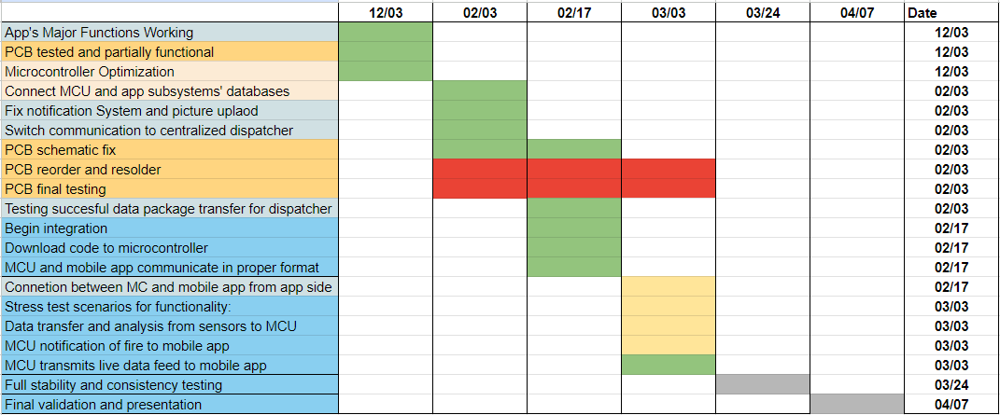 12/03 02/03 02/17 03/03 03/24 04/07 Date
App's Major Functions Working 12/03
PCB tested and partially functional 12/03
Microcontroller Optimization 12/03
Connect MCU and app subsystems' databases 02/03
Fix notification System and picture uplaod 02/03
Switch communication to centralized dispatcher 02/03
PCB schematic fix 02/03
PCB reorder and resolder 02/03
PCB final testing 02/03
Testing succesful data package transfer for dispatcher 02/03
Begin integration 02/17
Download code to microcontroller 02/17
MCU and mobile app communicate in proper format 02/17
Connetion between MC and mobile app from app side 02/17
Stress test scenarios for functionality: 03/03
Data transfer and analysis from sensors to MCU 03/03
MCU notification of fire to mobile app 03/03
MCU transmits live data feed to mobile app 03/03
Full stability and consistency testing 03/24
Final validation and presentation 04/07